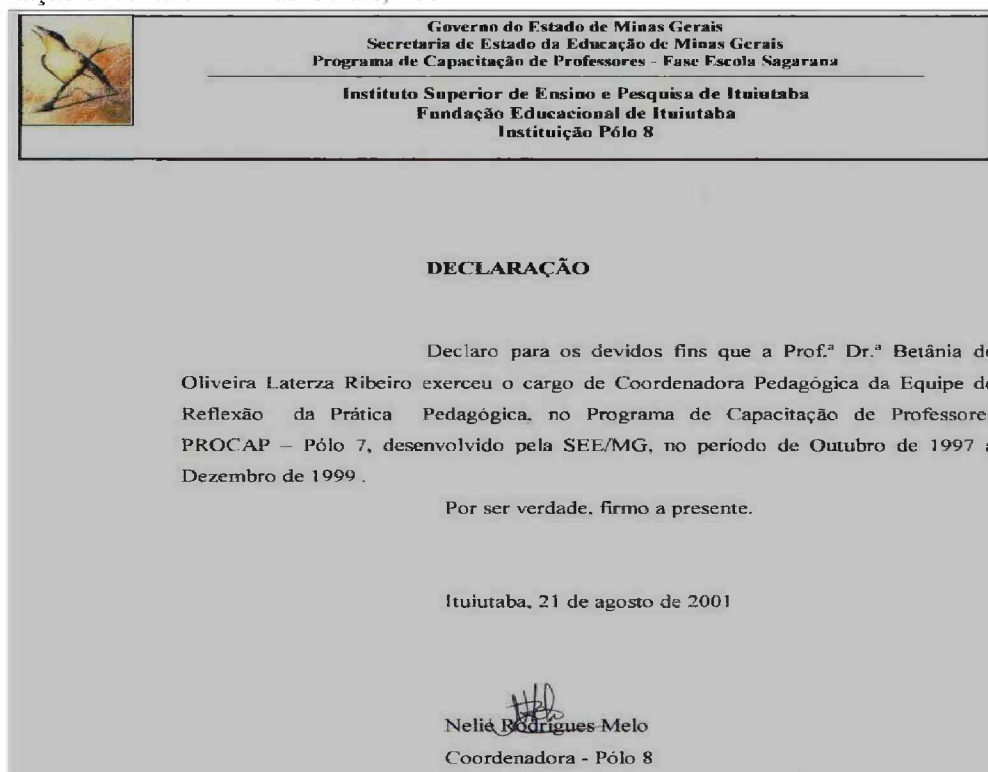 Governo do Estado de Minas Gerais
Secretaria de Estado da Educação de Minas Gerais
Programa de Capacitação de Professores - Fase Escola Sagarana
Instituto Superior de Ensino e Pesquisa de Ituiutaba
Fundação Educacional de Ituiutaba
Instituição Pólo 8
DECLARAÇÃO
Declaro para os devidos fins que a Prof.ª Dr.ª Betânia de
Oliveira Laterza Ribeiro exerceu o cargo de Coordenadora Pedagógica da Equipe de
Reflexão da Prática Pedagógica, no Programa de Capacitação de Professore
PROCAP – Pólo 7, desenvolvido pela SEE/MG, no período de Outubro de 1997 a
Dezembro de 1999 .
Por ser verdade, firmo a presente.
Ituiutaba, 21 de agosto de 2001
Nelie Rodrigues Melo
Coordenadora - Pólo 8